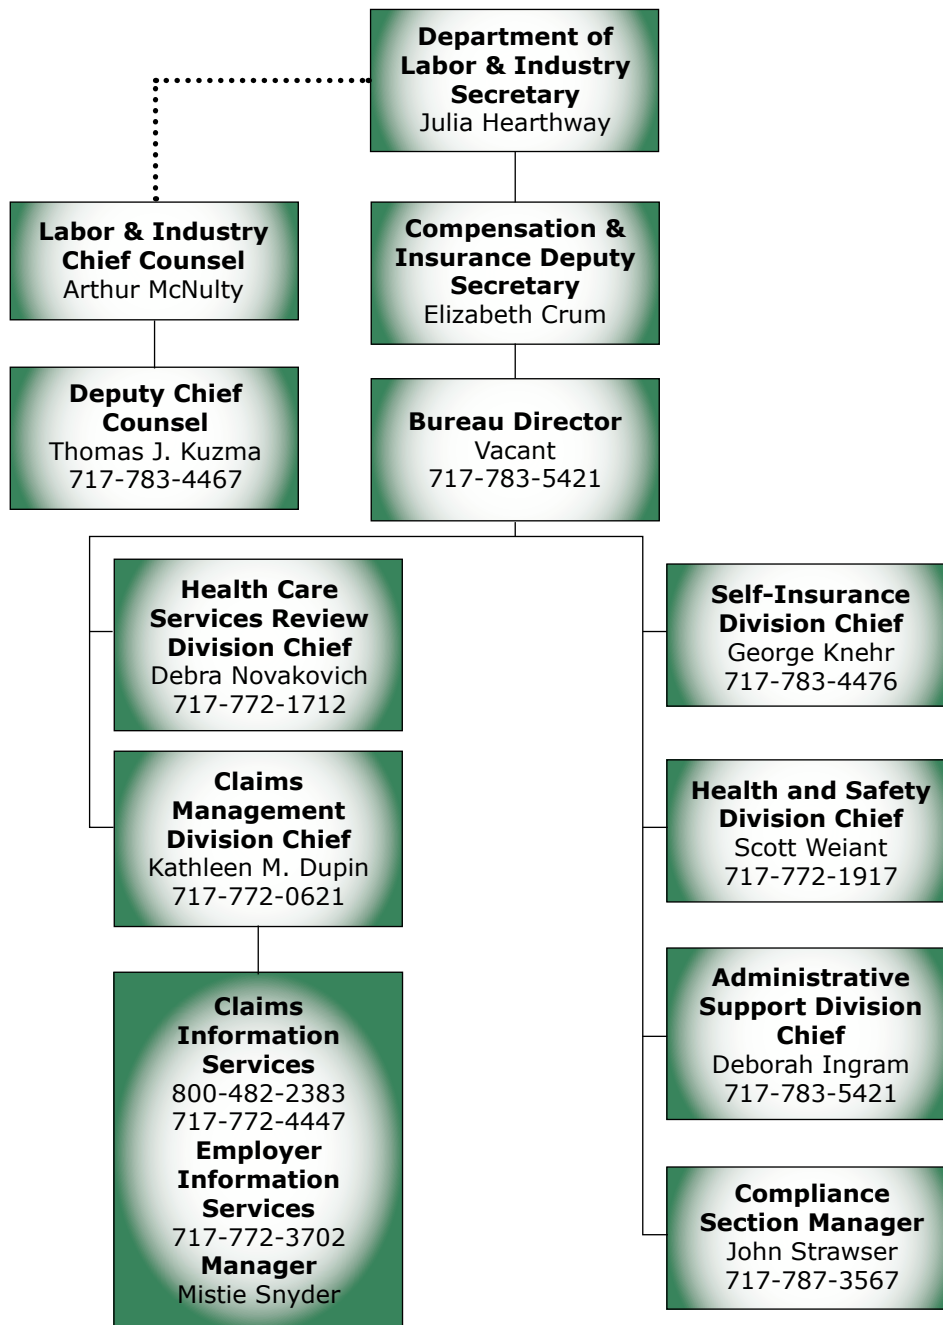 Department of
Labor & Industry
Secretary
Julia Hearthway
Labor & Industry
Chief Counsel
Arthur McNulty
Compensation &
Insurance Deputy
Secretary
Elizabeth Crum
Deputy Chief
Counsel
Thomas J. Kuzma
717-783-4467
Bureau Director
Vacant
717-783-5421
Health Care
Services Review
Division Chief
Debra Novakovich
717-772-1712
Claims
Management
Division Chief
Kathleen M. Dupin
717-772-0621
Claims
Information
Services
800-482-2383
717-772-4447
Employer
Information
Services
717-772-3702
Manager
Mistie Snyder
Self-Insurance
Division Chief
George Knehr
717-783-4476
Health and Safety
Division Chief
Scott Weiant
717-772-1917
Administrative
Support Division
Chief
Deborah Ingram
717-783-5421
Compliance
Section Manager
John Strawser
717-787-3567